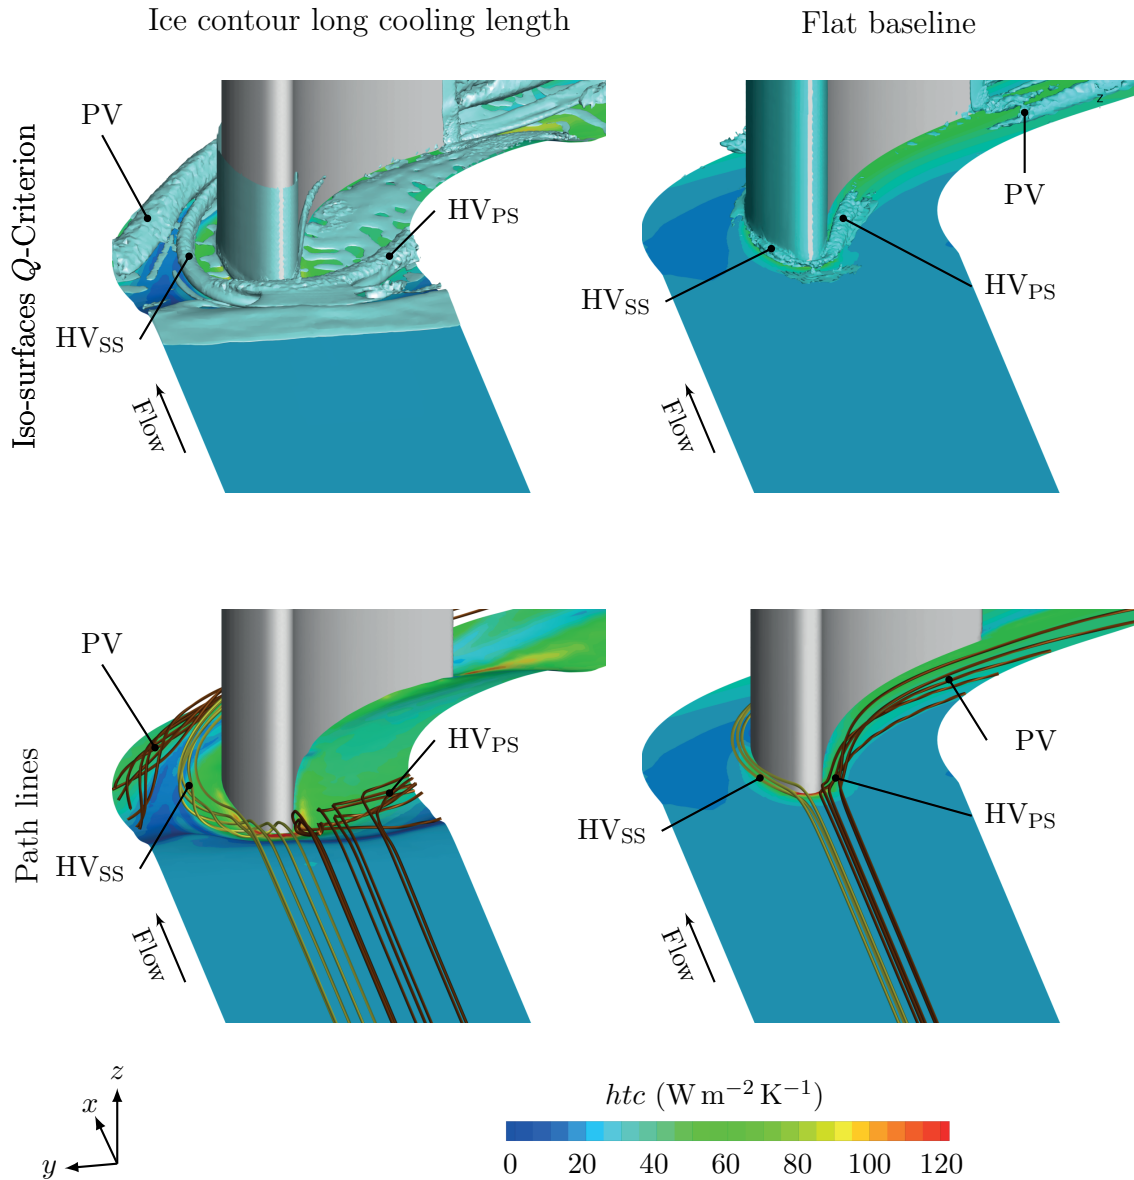 Ice contour long cooling length
Flat baseline
Iso-surfaces Q-Criterion
PV
HV_PS
HV_SS
Flow
z
PV
HV_PS
HV_SS
Flow
Path lines
PV
HV_PS
HV_SS
Flow
PV
HV_PS
HV_SS
Flow
z
x
y
htc (W m⁻² K⁻¹)
0 20 40 60 80 100 120